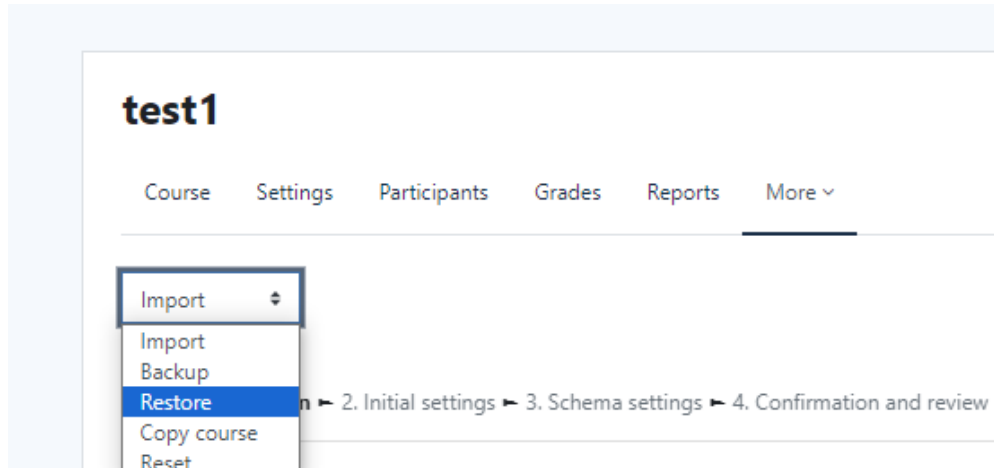 test1
Course Settings Participants Grades Reports More
Import
Import
Backup
Restore
n ► 2. Initial settings ► 3. Schema settings ► 4. Confirmation and review
Copy course
Reset